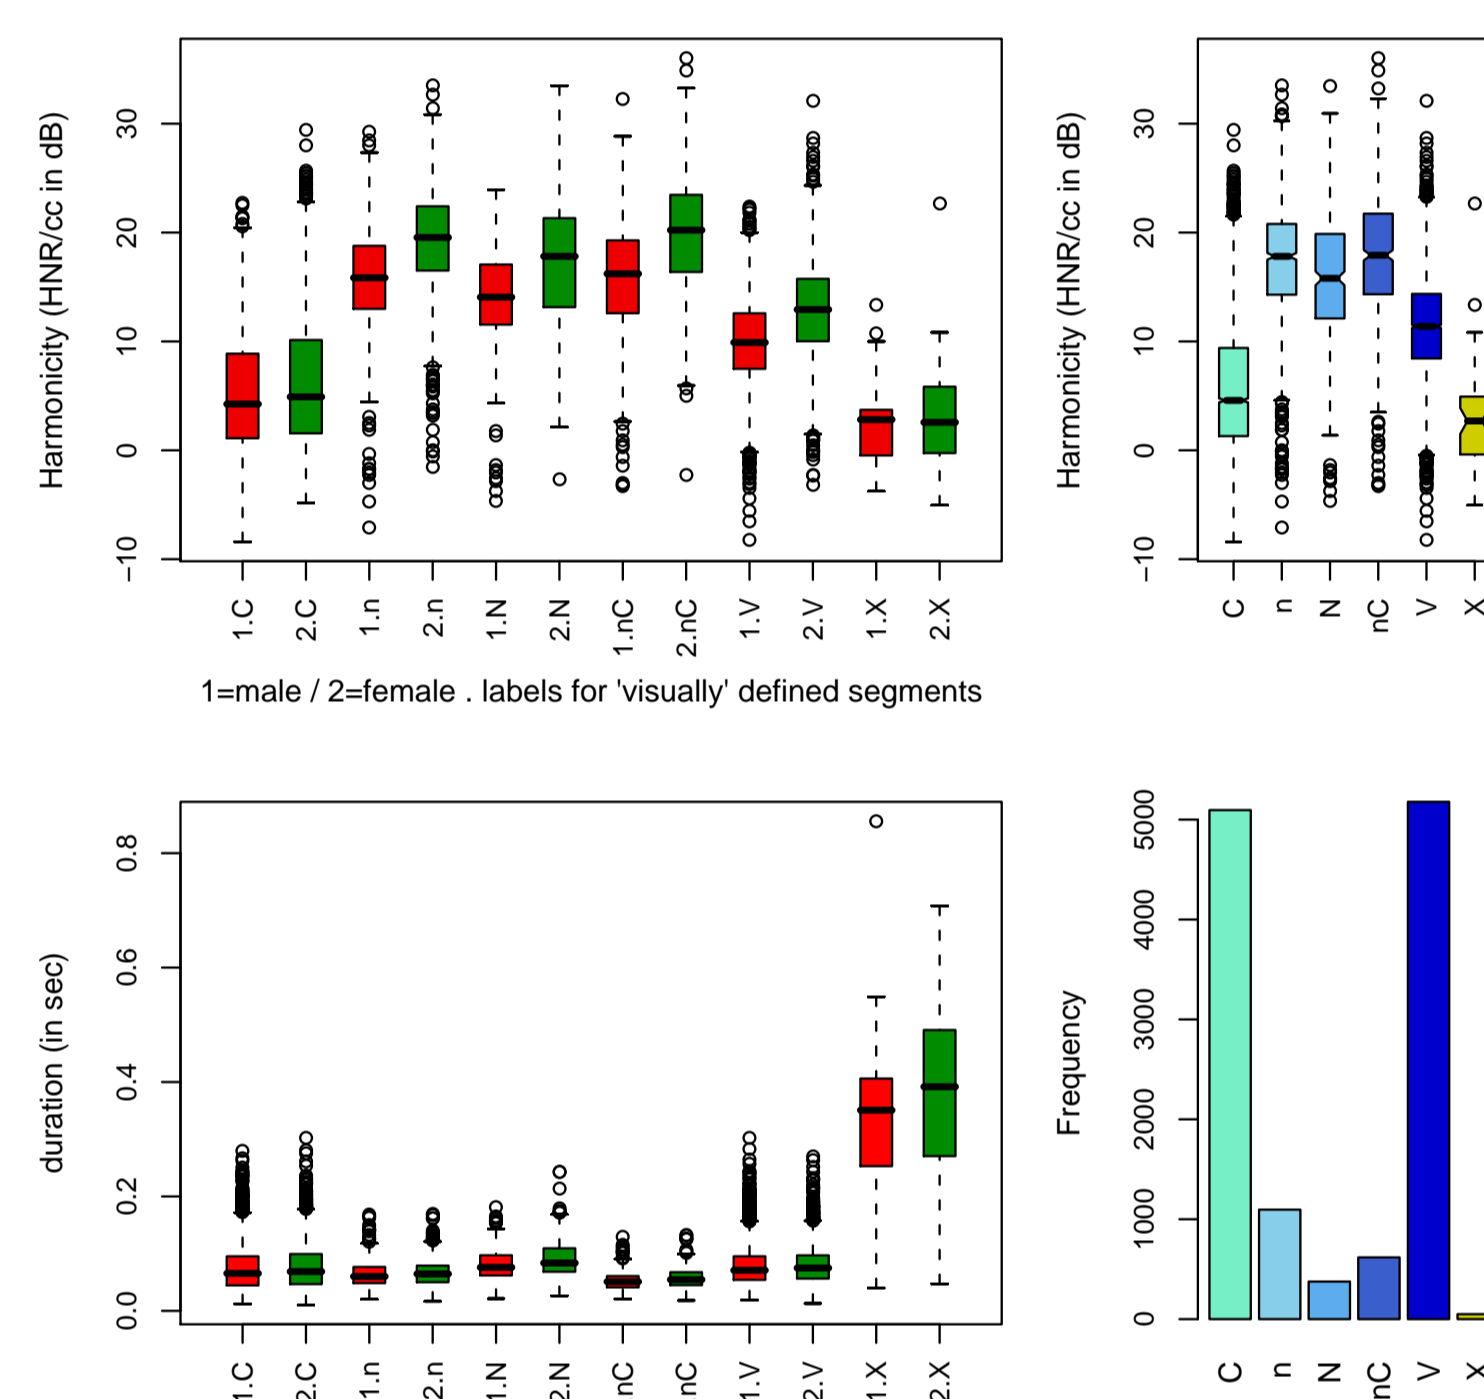 Harmonicity (HNR/cc in dB)
−10 0 10 20 30
1.C 2.C 1.n 2.n 1.N 2.N 1.nC 2.nC 1.V 2.V 1.X 2.X
1=male / 2=female . labels for 'visually' defined segments
Harmonicity (HNR/cc in dB)
−10 0 10 20 30
C n N nC V X
duration (in sec)
0.0 0.2 0.4 0.6 0.8
1.C 2.C 1.n 2.n 1.N 2.N nC nC 1.V 2.V 1.X 2.X
Frequency
0 1000 2000 3000 4000 5000
C n N nC V X